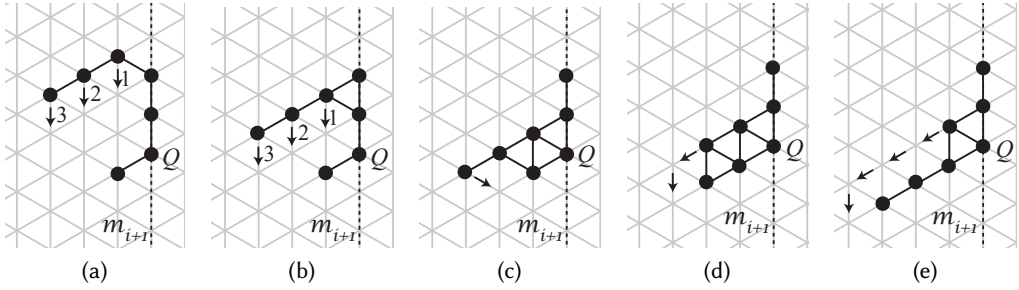 1
2
3
Q
m_{i+1}
(a)
1
2
3
Q
m_{i+1}
(b)
Q
m_{i+1}
(c)
Q
m_{i+1}
(d)
Q
m_{i+1}
(e)